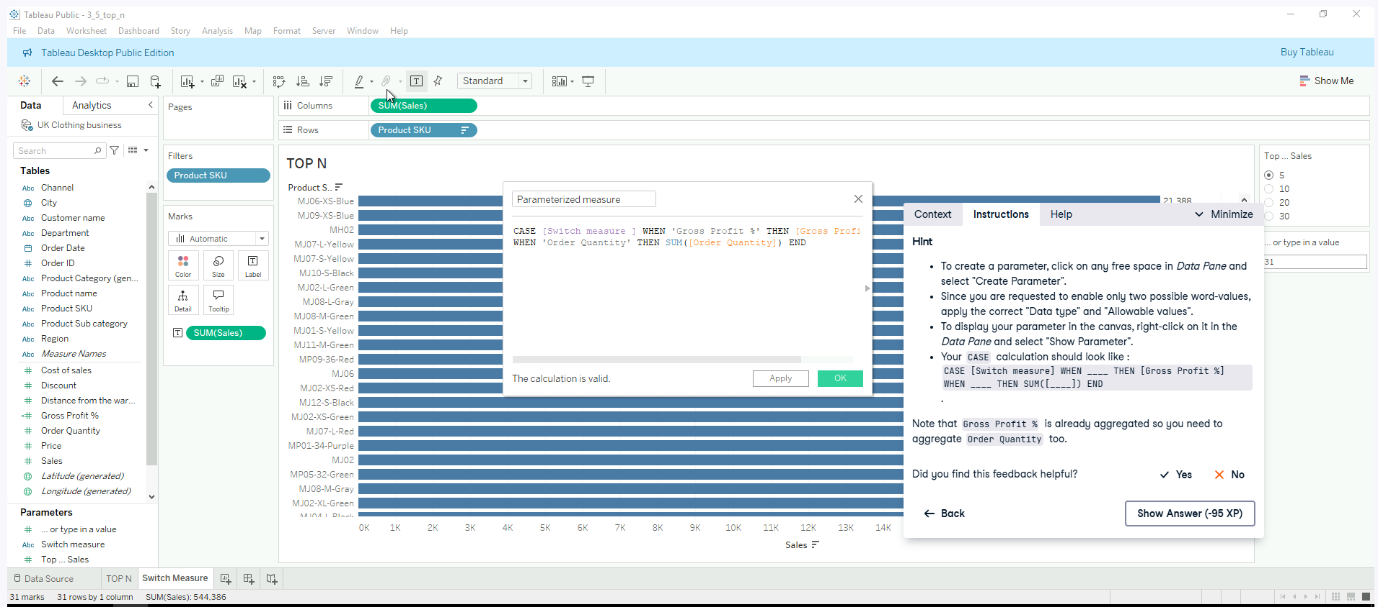 Tableau Public - 3_5_top_n
File Data Worksheet Dashboard Story Analysis Map Format Server Window Help
Tableau Desktop Public Edition
Buy Tableau
Standard
Show Me
Data Analytics
UK Clothing business
Search
Tables
Abc Channel
City
Abc Customer name
Abc Department
Order Date
Order ID
Abc Product Category (gen...
Abc Product name
Abc Product SKU
Abc Product Sub category
Abc Region
Abc Measure Names
Cost of sales
Discount
Distance from the war...
Gross Profit %
Order Quantity
Price
Sales
Latitude (generated)
Longitude (generated)
Parameters
... or type in a value
Abc Switch measure
Top ... Sales
Pages
Filters
Product SKU
Marks
Automatic
Color Size Label
Detail Tooltip
SUM(Sales)
Columns SUM(Sales)
Rows Product SKU
TOP N
Product S..
MJ06-XS-Blue
MJ09-XS-Blue
MH02
MJ07-L-Yellow
MJ07-S-Yellow
MJ10-S-Black
MJ02-L-Green
MJ08-L-Gray
MJ08-M-Green
MJ01-S-Yellow
MJ11-M-Green
MP09-36-Red
MJ06
MJ02-XS-Red
MJ12-S-Black
MJ02-XS-Green
MJ07-L-Red
MP01-34-Purple
MJ02
MP05-32-Green
MJ08-M-Gray
MJ02-XL-Green
MJ04-L-Black
21,388
0K 1K 2K 3K 4K 5K 6K 7K 8K 9K 10K 11K 12K 13K 14K
Sales
Parameterized measure
CASE [Switch measure ] WHEN 'Gross Profit %' THEN [Gross Profi
WHEN 'Order Quantity' THEN SUM([Order Quantity]) END
The calculation is valid.
Apply OK
Top ... Sales
5
10
20
30
... or type in a value
31
Context Instructions Help Minimize
Hint
• To create a parameter, click on any free space in Data Pane and
select "Create Parameter".
• Since you are requested to enable only two possible word-values,
apply the correct "Data type" and "Allowable values".
• To display your parameter in the canvas, right-click on it in the
Data Pane and select "Show Parameter".
• Your CASE calculation should look like :
CASE [Switch measure] WHEN ____ THEN [Gross Profit %]
WHEN ____ THEN SUM([____]) END
.
Note that Gross Profit % is already aggregated so you need to
aggregate Order Quantity too.
Did you find this feedback helpful? Yes No
Back
Show Answer (-95 XP)
Data Source TOP N Switch Measure
31 marks 31 rows by 1 column SUM(Sales): 544,386